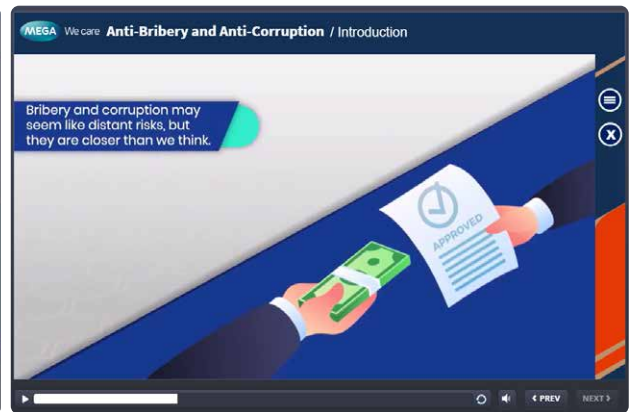 MEGA We care Anti-Bribery and Anti-Corruption / Introduction
Bribery and corruption may
seem like distant risks, but
they are closer than we think.
APPROVED
X
PREV NEXT